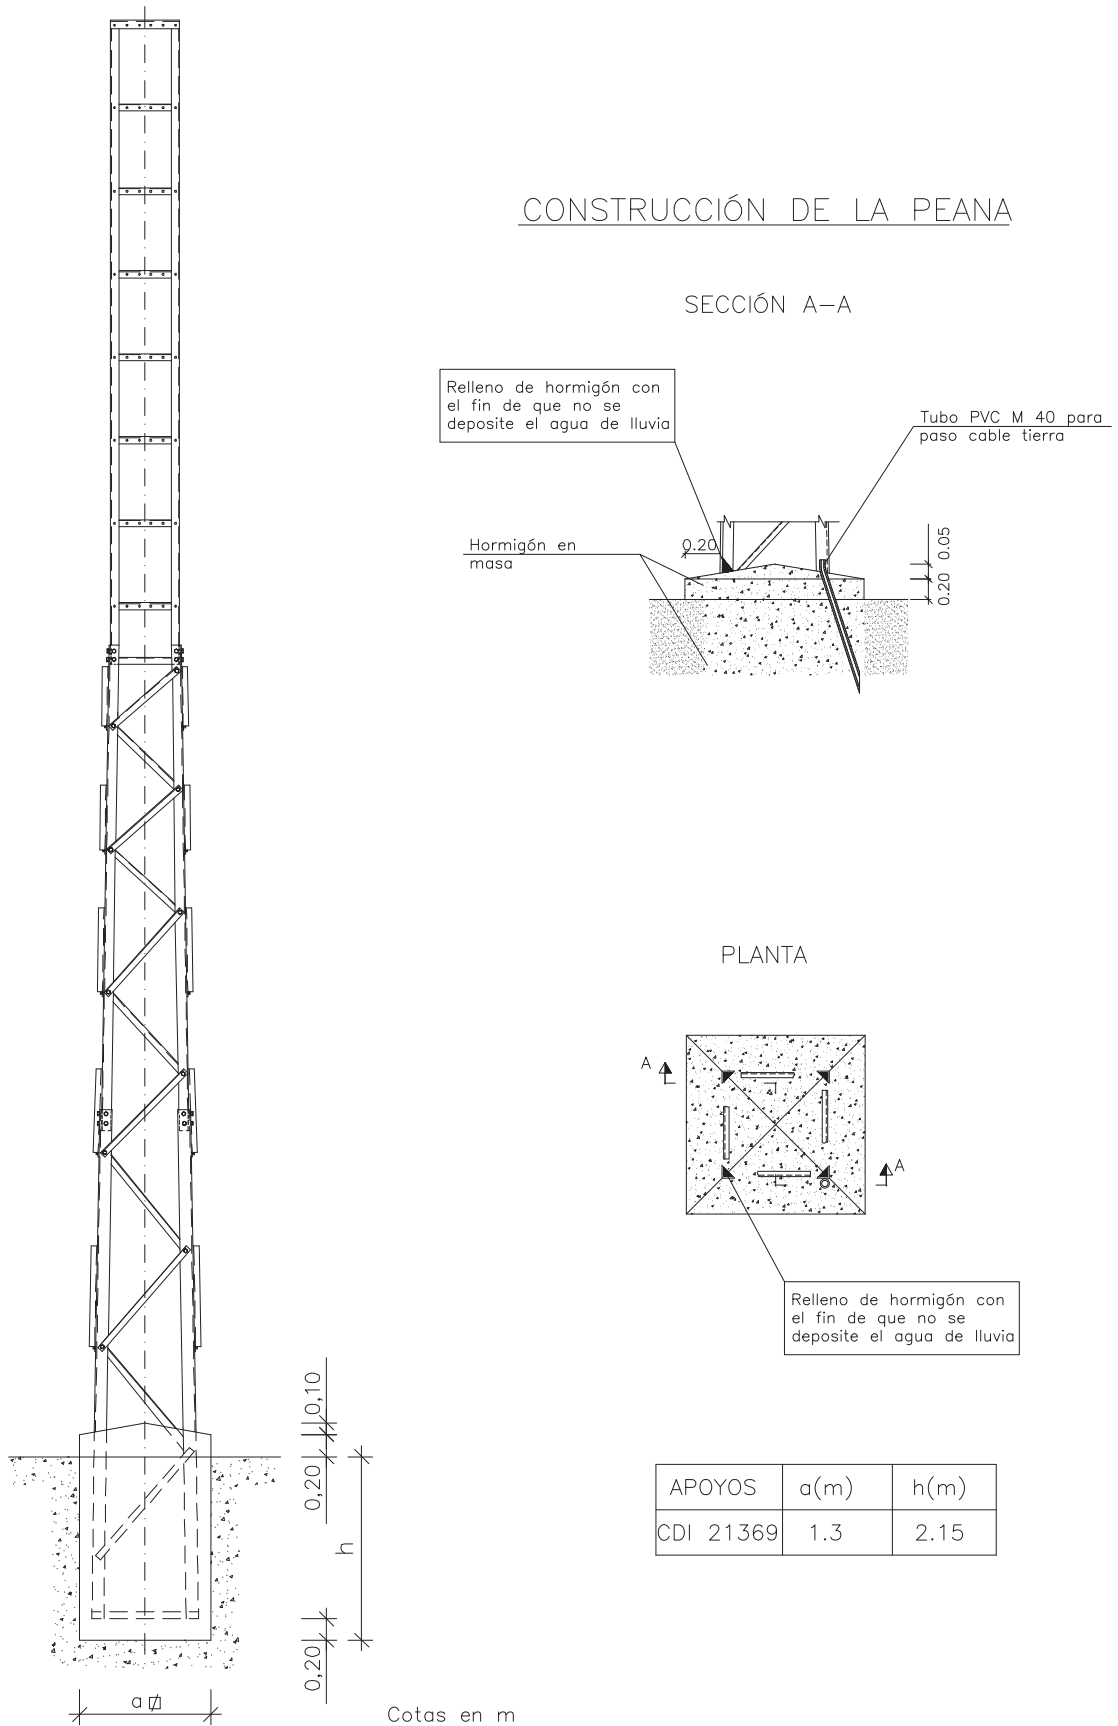 CONSTRUCCIÓN DE LA PEANA
SECCIÓN A-A
Relleno de hormigón con
el fin de que no se
deposite el agua de lluvia
Tubo PVC M 40 para
paso cable tierra
Hormigón en
masa
0.20
0.05
0.20
PLANTA
A
A
Relleno de hormigón con
el fin de que no se
deposite el agua de lluvia
0,10
0,20
h
0,20
a
Cotas en m
APOYOS a(m) h(m)
CDI 21369 1.3 2.15